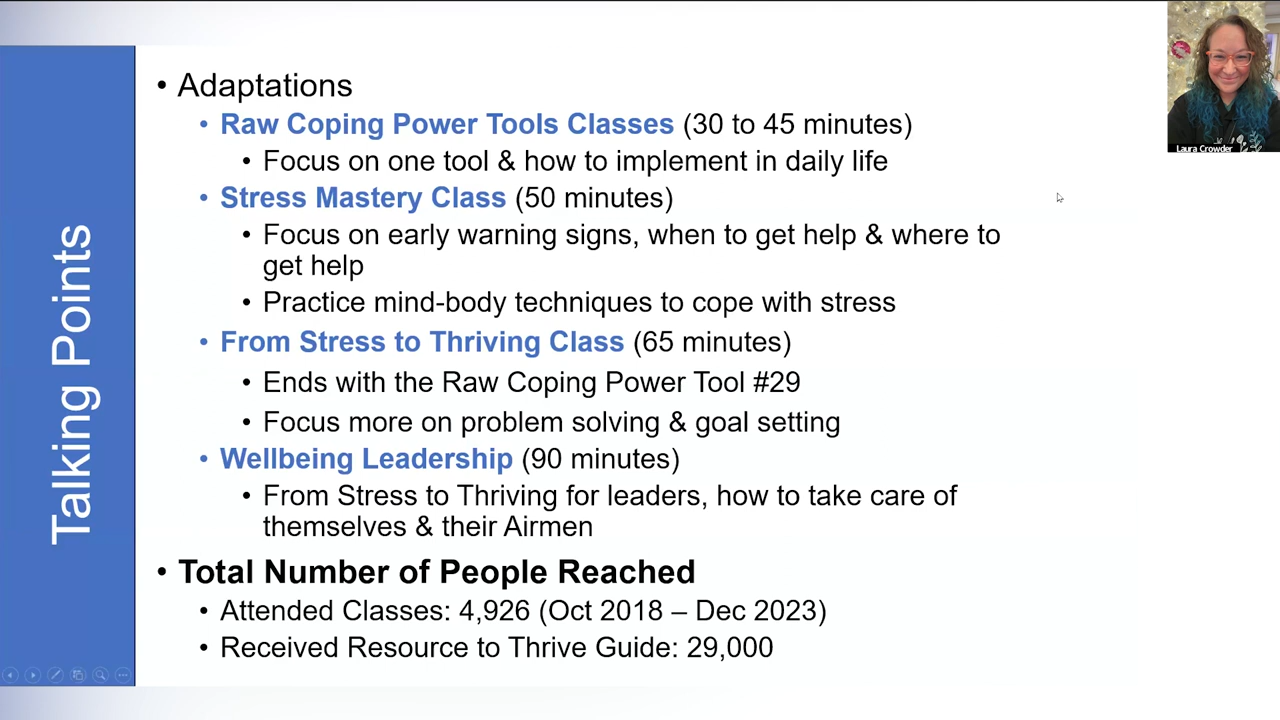 Talking Points
• Adaptations
• Raw Coping Power Tools Classes (30 to 45 minutes)
• Focus on one tool & how to implement in daily life
• Stress Mastery Class (50 minutes)
• Focus on early warning signs, when to get help & where to
get help
• Practice mind-body techniques to cope with stress
• From Stress to Thriving Class (65 minutes)
• Ends with the Raw Coping Power Tool #29
• Focus more on problem solving & goal setting
• Wellbeing Leadership (90 minutes)
• From Stress to Thriving for leaders, how to take care of
themselves & their Airmen
• Total Number of People Reached
• Attended Classes: 4,926 (Oct 2018 – Dec 2023)
• Received Resource to Thrive Guide: 29,000
Laura Crowder